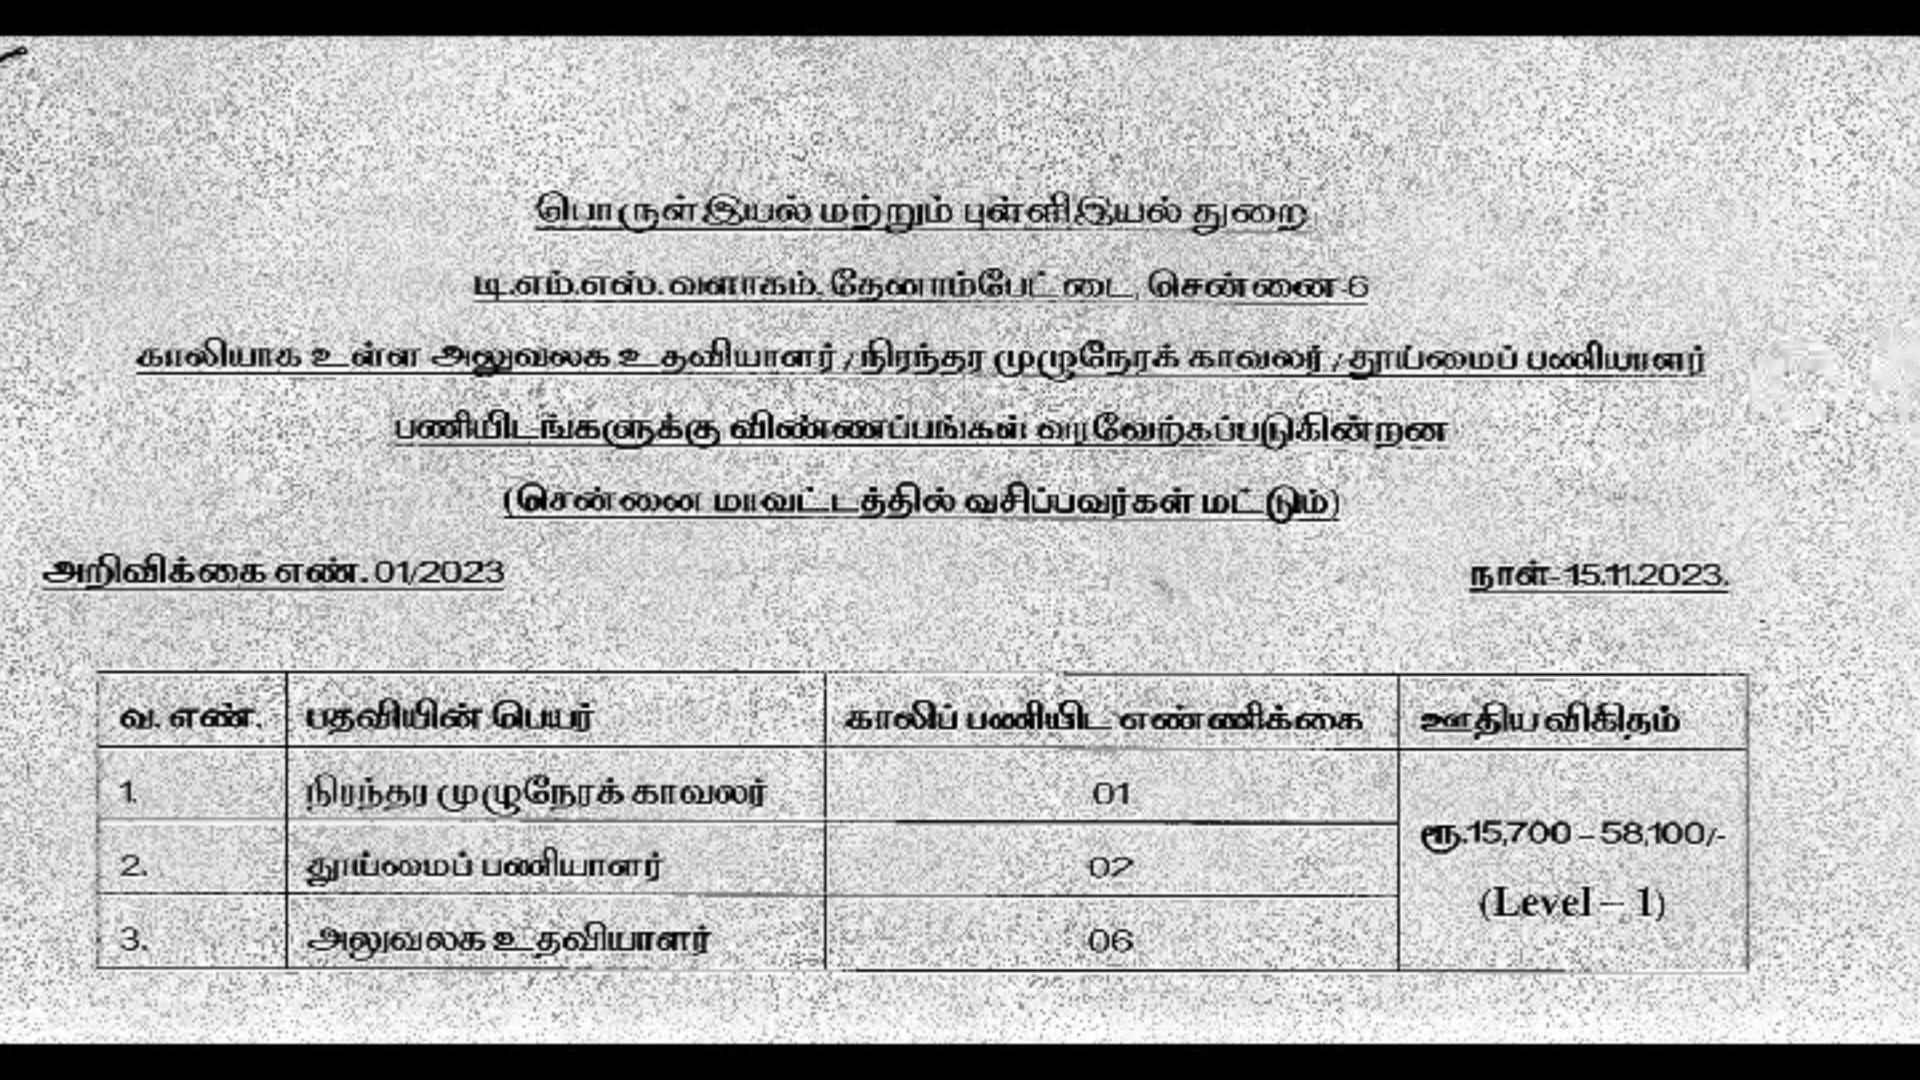 பொருள்இயல் மற்றும் புள்ளிஇயல் துறை
டி.எம்.எஸ். வளாகம், தேனாம்பேட்டை, சென்னை-6
காலியாக உள்ள அலுவலக உதவியாளர் / நிரந்தர முழுநேரக் காவலர் / தூய்மைப் பணியாளர்
பணியிடங்களுக்கு விண்ணப்பங்கள் வரவேற்கப்படுகின்றன
(சென்னை மாவட்டத்தில் வசிப்பவர்கள் மட்டும்)
அறிவிக்கை எண். 01/2023 நாள்-15.11.2023.
வ. எண். பதவியின் பெயர் காலிப் பணியிட எண்ணிக்கை ஊதிய விகிதம்
1. நிரந்தர முழுநேரக் காவலர் 01
ரூ.15,700 – 58,100/-
2. தூய்மைப் பணியாளர் 02
(Level – 1)
3. அலுவலக உதவியாளர் 06